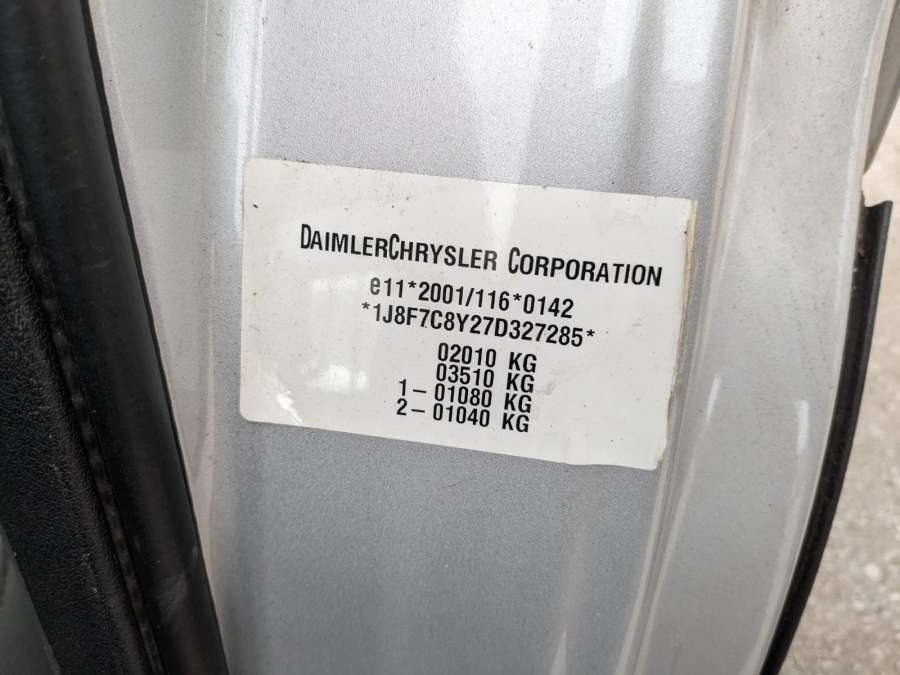 DAIMLERCHRYSLER CORPORATION
e11*2001/116*0142
*1J8F7C8Y27D327285*
02010 KG
03510 KG
1-01080 KG
2-01040 KG